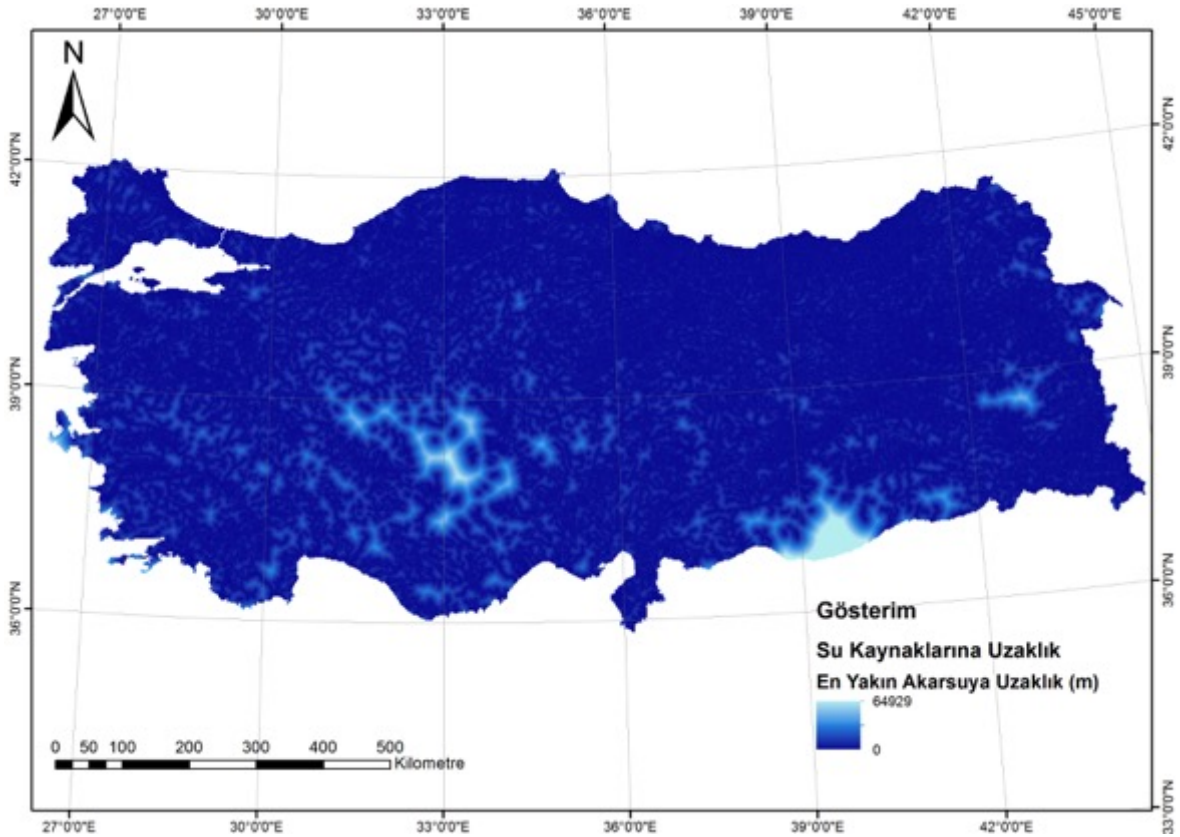 27°0'0"E 30°0'0"E 33°0'0"E 36°0'0"E 39°0'0"E 42°0'0"E 45°0'0"E
N
42°0'0"N 42°0'0"N
39°0'0"N 39°0'0"N
36°0'0"N 36°0'0"N
Gösterim
Su Kaynaklarına Uzaklık
En Yakın Akarsuya Uzaklık (m)
64929
0
0 50 100 200 300 400 500
Kilometre
33°0'0"N
27°0'0"E 30°0'0"E 33°0'0"E 36°0'0"E 39°0'0"E 42°0'0"E